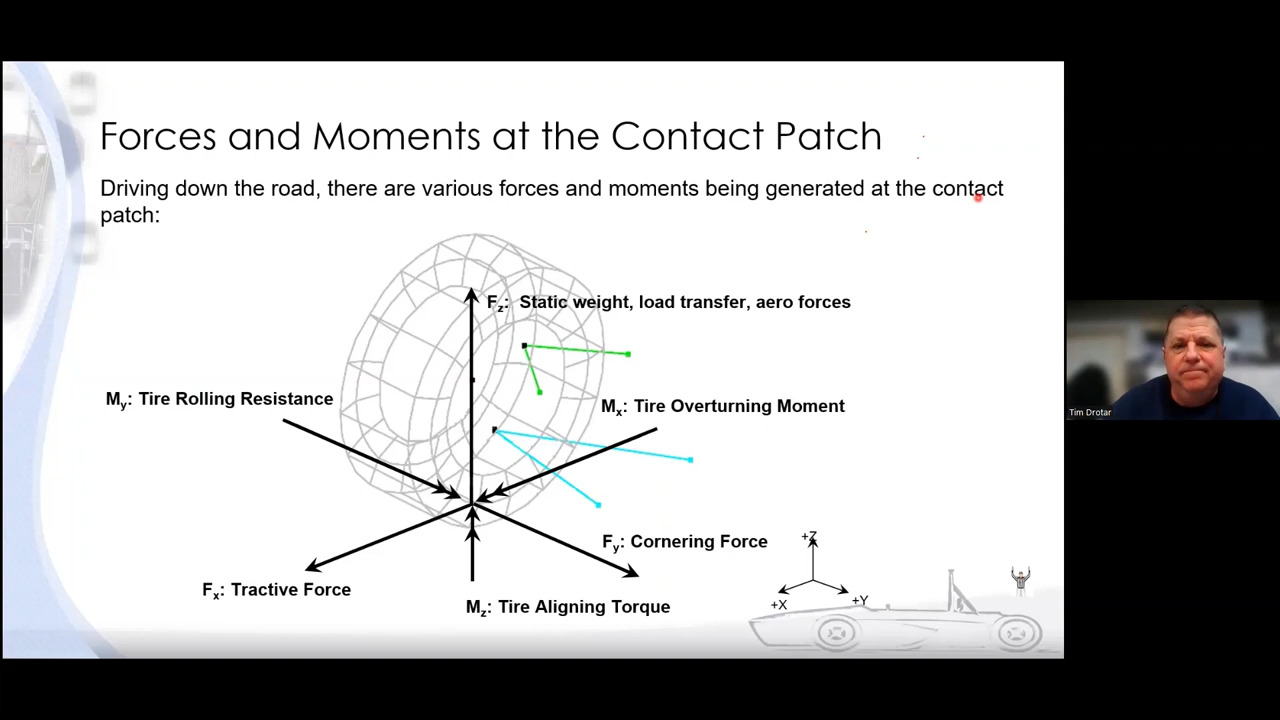 Forces and Moments at the Contact Patch
Driving down the road, there are various forces and moments being generated at the contact
patch:
Fz: Static weight, load transfer, aero forces
My: Tire Rolling Resistance
Mx: Tire Overturning Moment
Fy: Cornering Force
Fx: Tractive Force
Mz: Tire Aligning Torque
+Z
+X
+Y
Tim Drotar